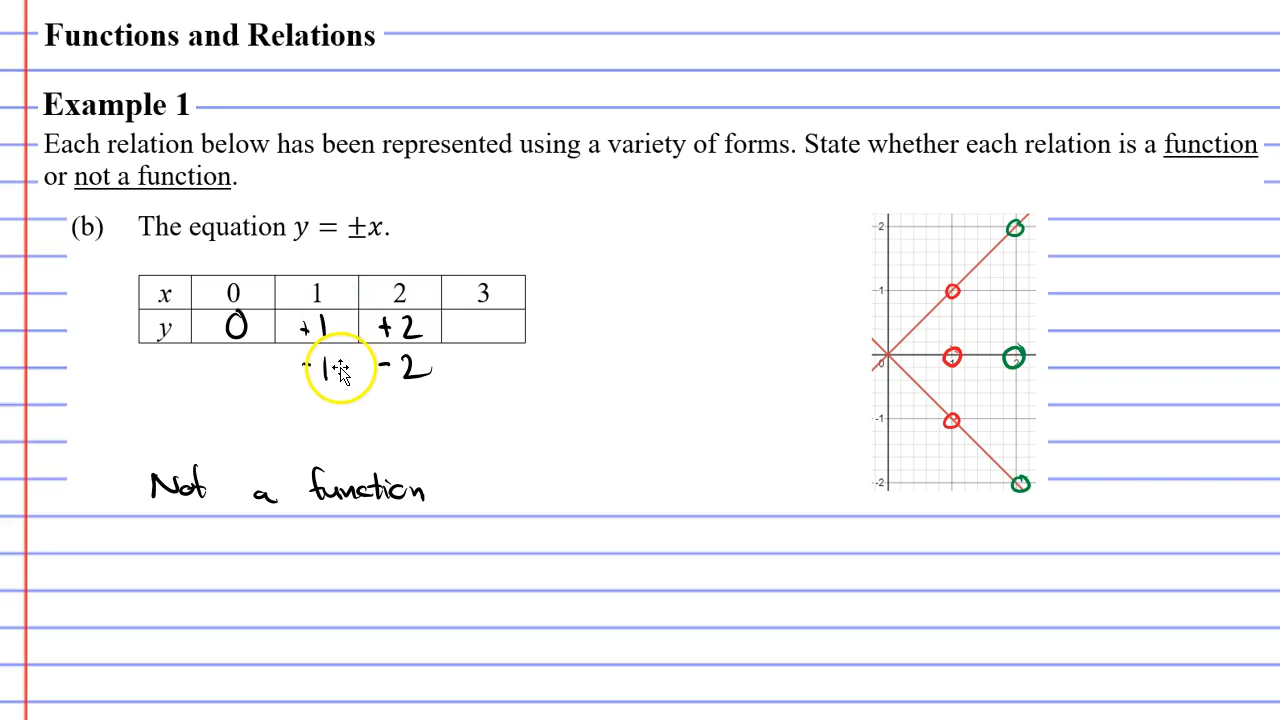 Functions and Relations
Example 1
Each relation below has been represented using a variety of forms. State whether each relation is a function
or not a function.
(b) The equation y = ±x.
x 0 1 2 3
y 0 +1 +2
-1 -2
Not a function
2
1
0 1 2
-1
-2